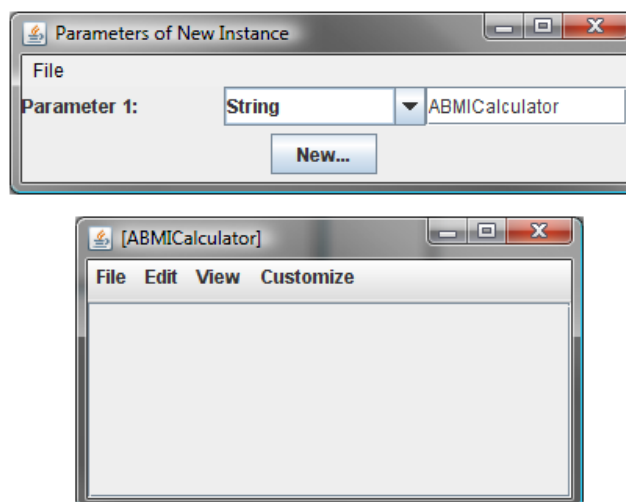 Parameters of New Instance
File
Parameter 1: String ABMICalculator
New...
[ABMICalculator]
File Edit View Customize